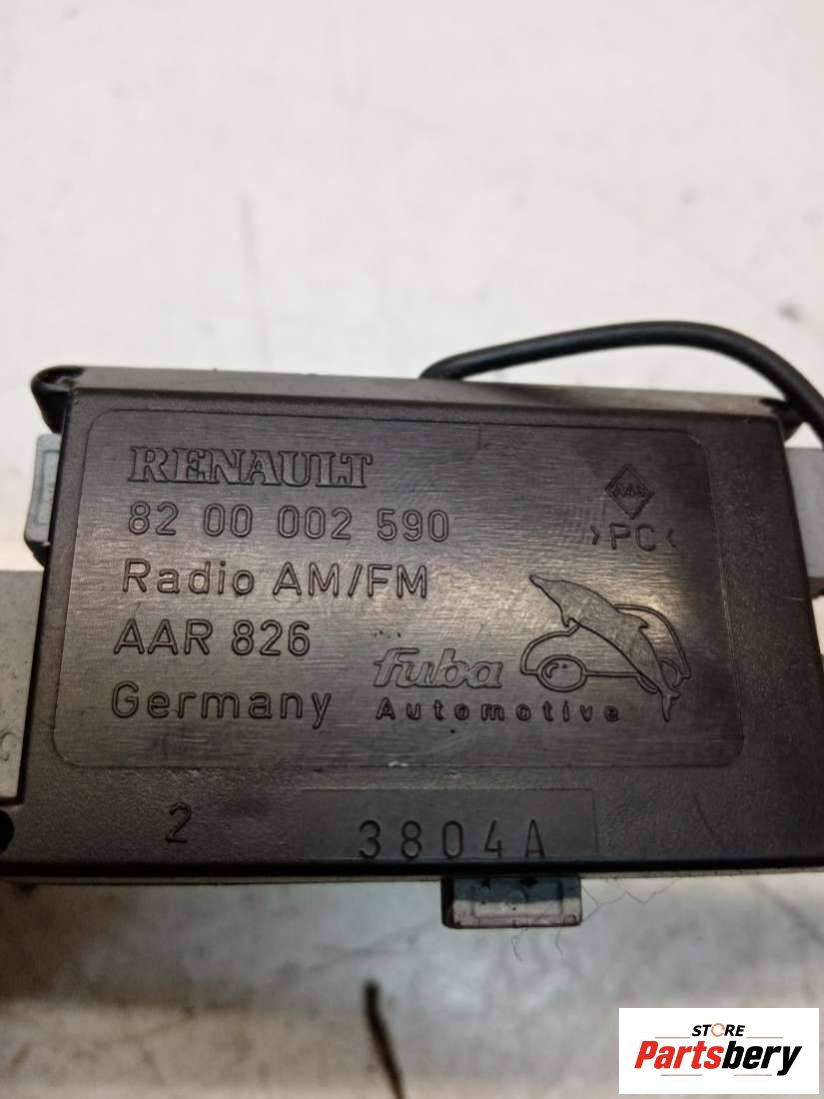 RENAULT
82 00 002 590
>PC<
Radio AM/FM
AAR 826
fuba
Germany
Automotive
2
3804A
STORE
Partsbery